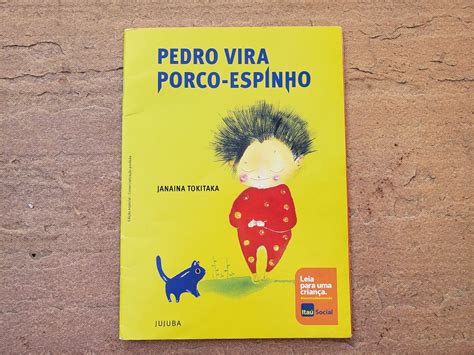 PEDRO VIRA
PORCO-ESPINHO
JANAINA TOKITAKA
Leia
para uma
criança.
Itaú Social
JUJUBA